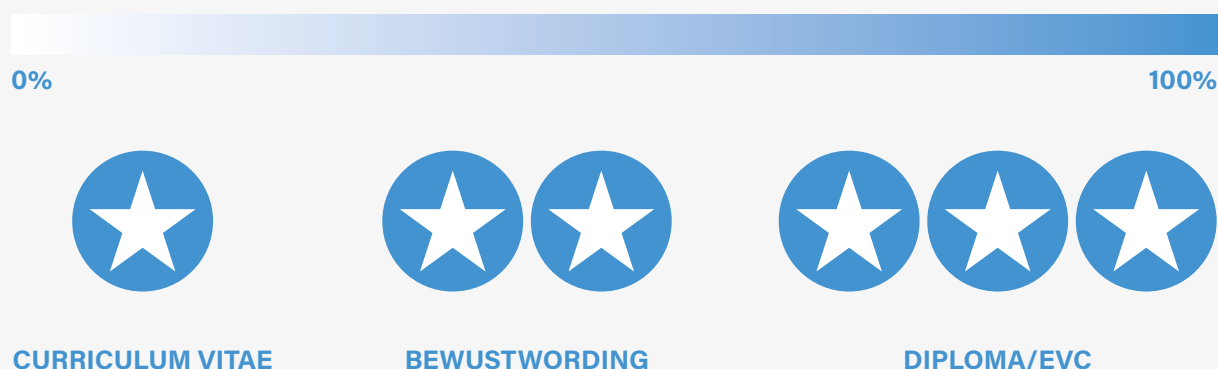 0% 100%
CURRICULUM VITAE BEWUSTWORDING DIPLOMA/EVC